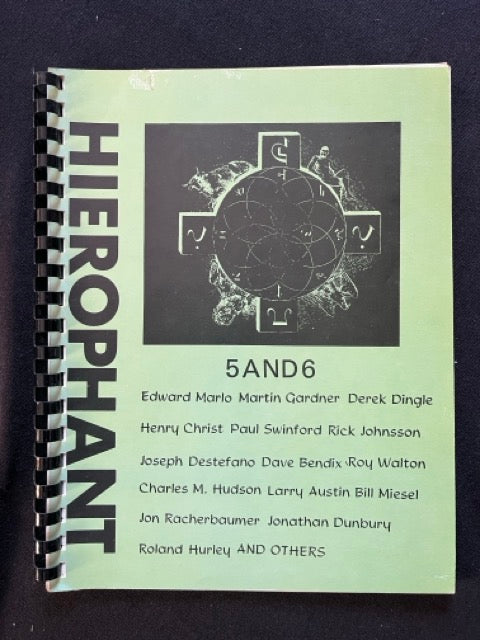 HIEROPHANT
5AND6
Edward Marlo Martin Gardner Derek Dingle
Henry Christ Paul Swinford Rick Johnsson
Joseph Destefano Dave Bendix Roy Walton
Charles M. Hudson Larry Austin Bill Miesel
Jon Racherbaumer Jonathan Dunbury
Roland Hurley AND OTHERS